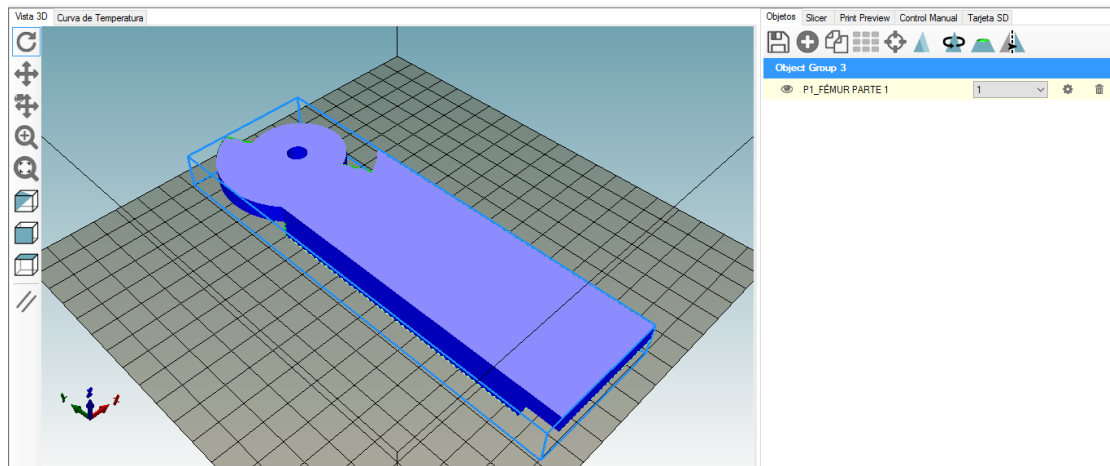 Vista 3D Curva de Temperatura
Objetos Slicer Print Preview Control Manual Tarjeta SD
Object Group 3
P1_FÉMUR PARTE 1 1
Y Z X